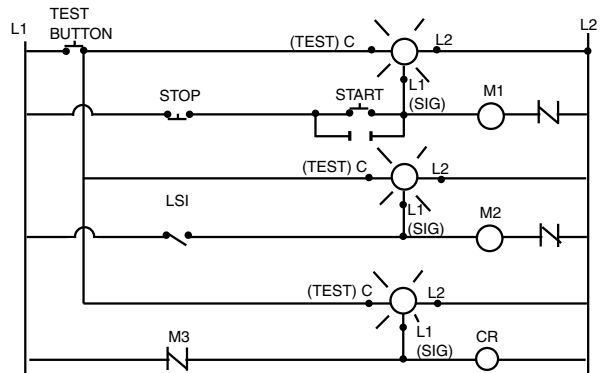 TEST
BUTTON
L1
L2
(TEST) C
L2
L1
(SIG)
STOP
START
M1
(TEST) C
L2
LSI
L1
(SIG)
M2
(TEST) C
L2
M3
L1
(SIG)
CR